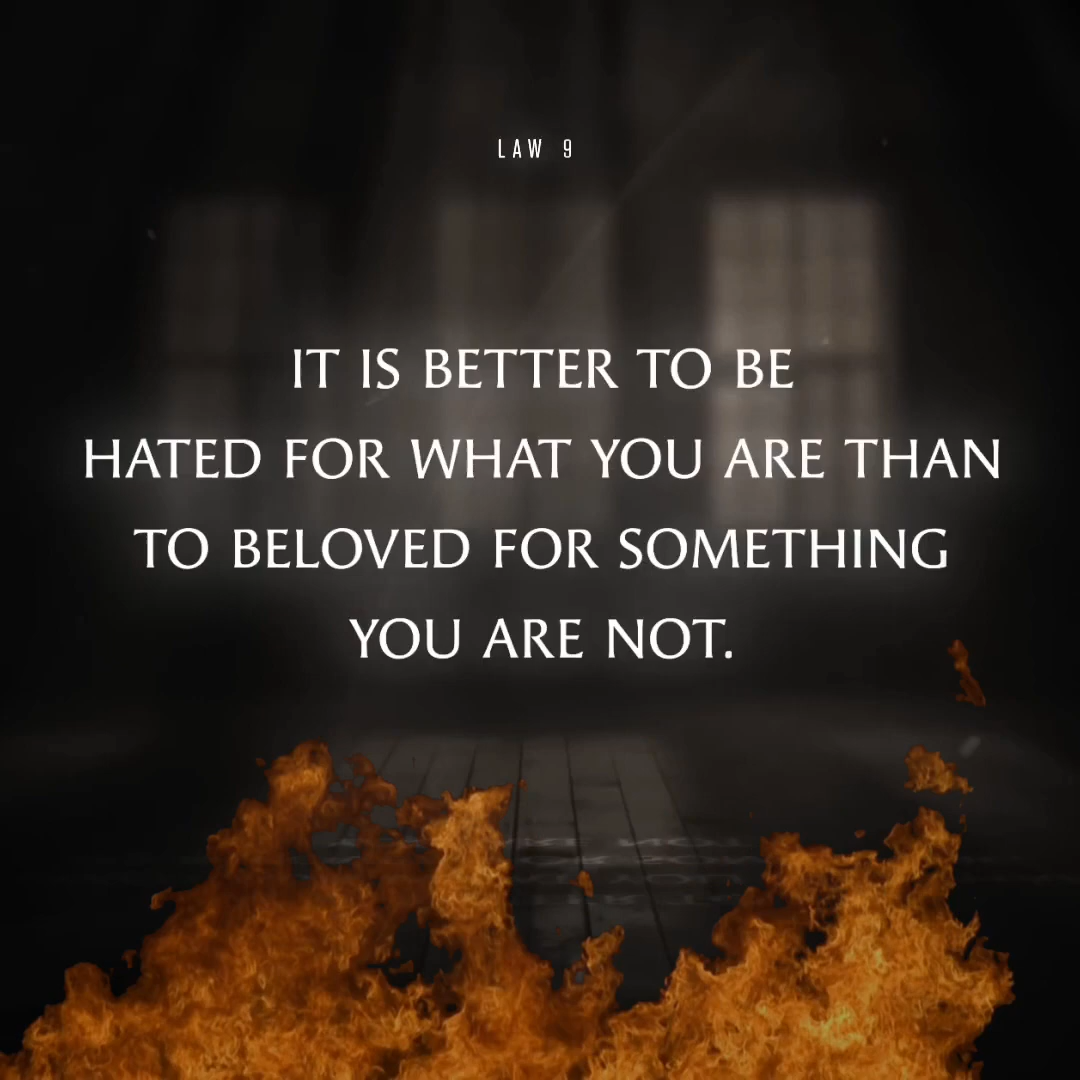 LAW 9
IT IS BETTER TO BE
HATED FOR WHAT YOU ARE THAN
TO BELOVED FOR SOMETHING
YOU ARE NOT.